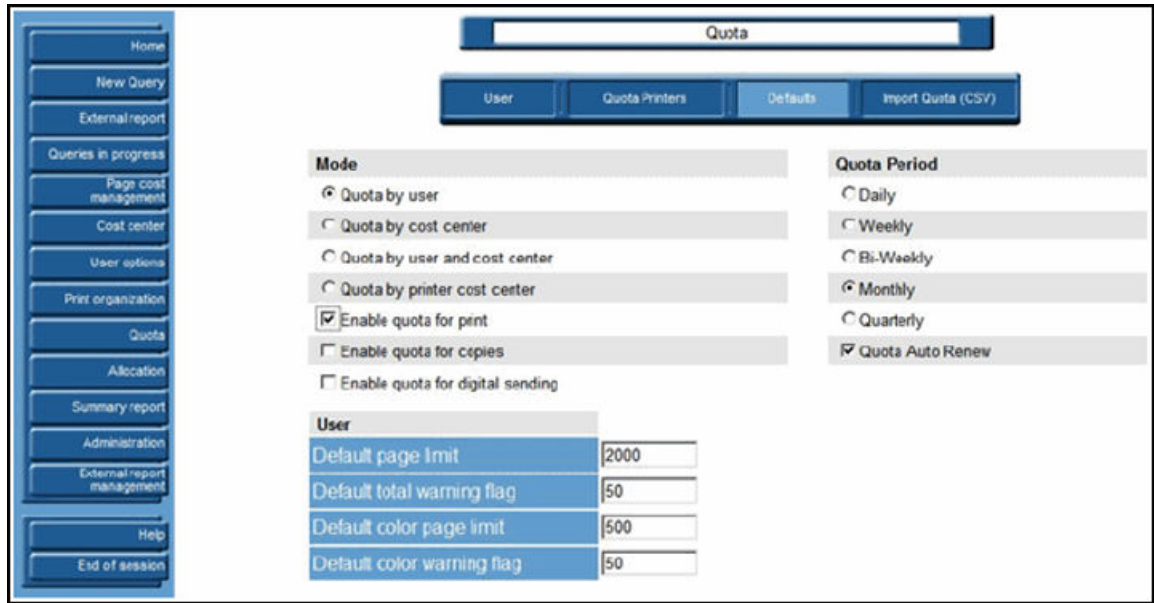 Home
New Query
External report
Queries in progress
Page cost
management
Cost center
User options
Print organization
Quota
Allocation
Summary report
Administration
External report
management
Help
End of session
Quota
User
Quota Printers
Defaults
Import Quota (CSV)
Mode
Quota by user
Quota by cost center
Quota by user and cost center
Quota by printer cost center
Enable quota for print
Enable quota for copies
Enable quota for digital sending
Quota Period
Daily
Weekly
Bi-Weekly
Monthly
Quarterly
Quota Auto Renew
User
Default page limit 2000
Default total warning flag 50
Default color page limit 500
Default color warning flag 50